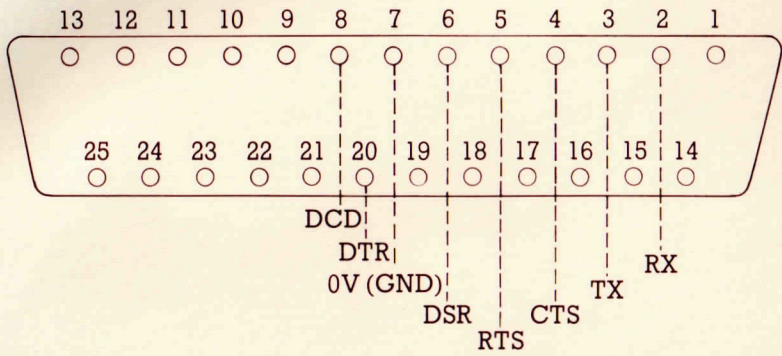 13 12 11 10 9 8 7 6 5 4 3 2 1
25 24 23 22 21 20 19 18 17 16 15 14
DCD
DTR
0V (GND)
DSR
RTS
CTS
TX
RX